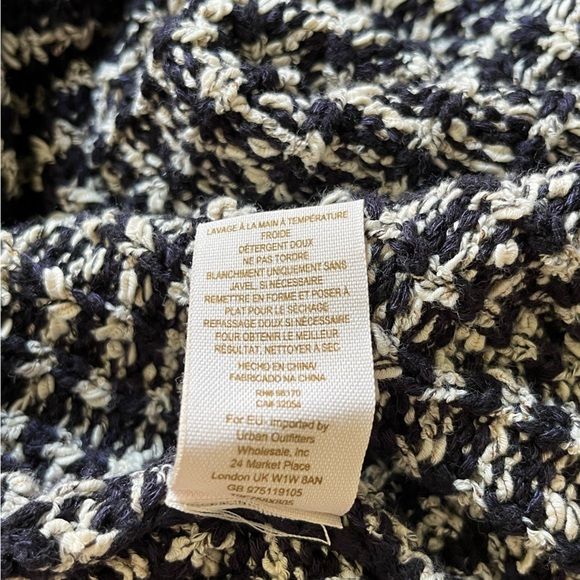 LAVAGE À LA MAIN À TEMPÉRATURE
FROIDE
DÉTERGENT DOUX
NE PAS TORDRE
BLANCHIMENT UNIQUEMENT SANS
JAVEL, SI NÉCESSAIRE
REMETTRE EN FORME ET POSER À
PLAT POUR LE SÉCHAGE
REPASSAGE DOUX SI NÉCESSAIRE
POUR OBTENIR LE MEILLEUR
RÉSULTAT, NETTOYER À SEC
HECHO EN CHINA/
FABRICADO NA CHINA
RN# 66170
CA# 32054
For EU - imported by
Urban Outfitters
Wholesale, Inc
24 Market Place
London UK W1W 8AN
GB 975119105